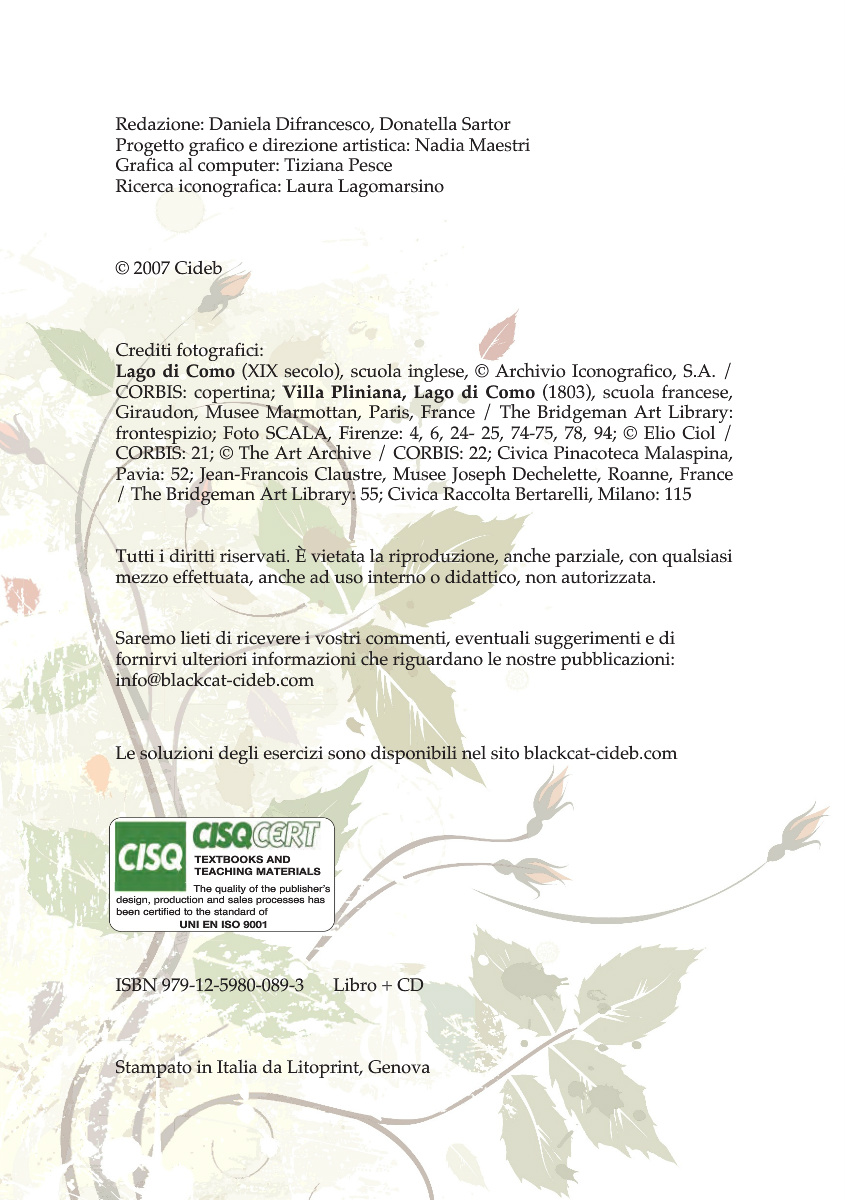 Redazione: Daniela Difrancesco, Donatella Sartor
Progetto grafico e direzione artistica: Nadia Maestri
Grafica al computer: Tiziana Pesce
Ricerca iconografica: Laura Lagomarsino
© 2007 Cideb
Crediti fotografici:
Lago di Como (XIX secolo), scuola inglese, © Archivio Iconografico, S.A. /
CORBIS: copertina; Villa Pliniana, Lago di Como (1803), scuola francese,
Giraudon, Musee Marmottan, Paris, France / The Bridgeman Art Library:
frontespizio; Foto SCALA, Firenze: 4, 6, 24- 25, 74-75, 78, 94; © Elio Ciol /
CORBIS: 21; © The Art Archive / CORBIS: 22; Civica Pinacoteca Malaspina,
Pavia: 52; Jean-Francois Claustre, Musee Joseph Dechelette, Roanne, France
/ The Bridgeman Art Library: 55; Civica Raccolta Bertarelli, Milano: 115
Tutti i diritti riservati. È vietata la riproduzione, anche parziale, con qualsiasi
mezzo effettuata, anche ad uso interno o didattico, non autorizzata.
Saremo lieti di ricevere i vostri commenti, eventuali suggerimenti e di
fornirvi ulteriori informazioni che riguardano le nostre pubblicazioni:
info@blackcat-cideb.com
Le soluzioni degli esercizi sono disponibili nel sito blackcat-cideb.com
CISQ
CISQCERT
TEXTBOOKS AND
TEACHING MATERIALS
The quality of the publisher's
design, production and sales processes has
been certified to the standard of
UNI EN ISO 9001
ISBN 979-12-5980-089-3 Libro + CD
Stampato in Italia da Litoprint, Genova